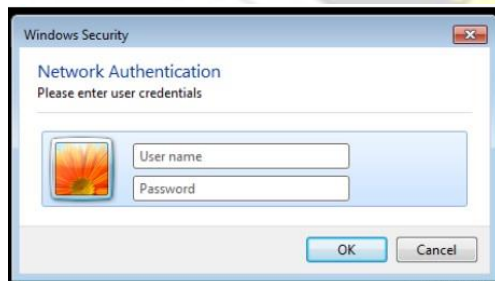 Windows Security
Network Authentication
Please enter user credentials
User name
Password
OK
Cancel